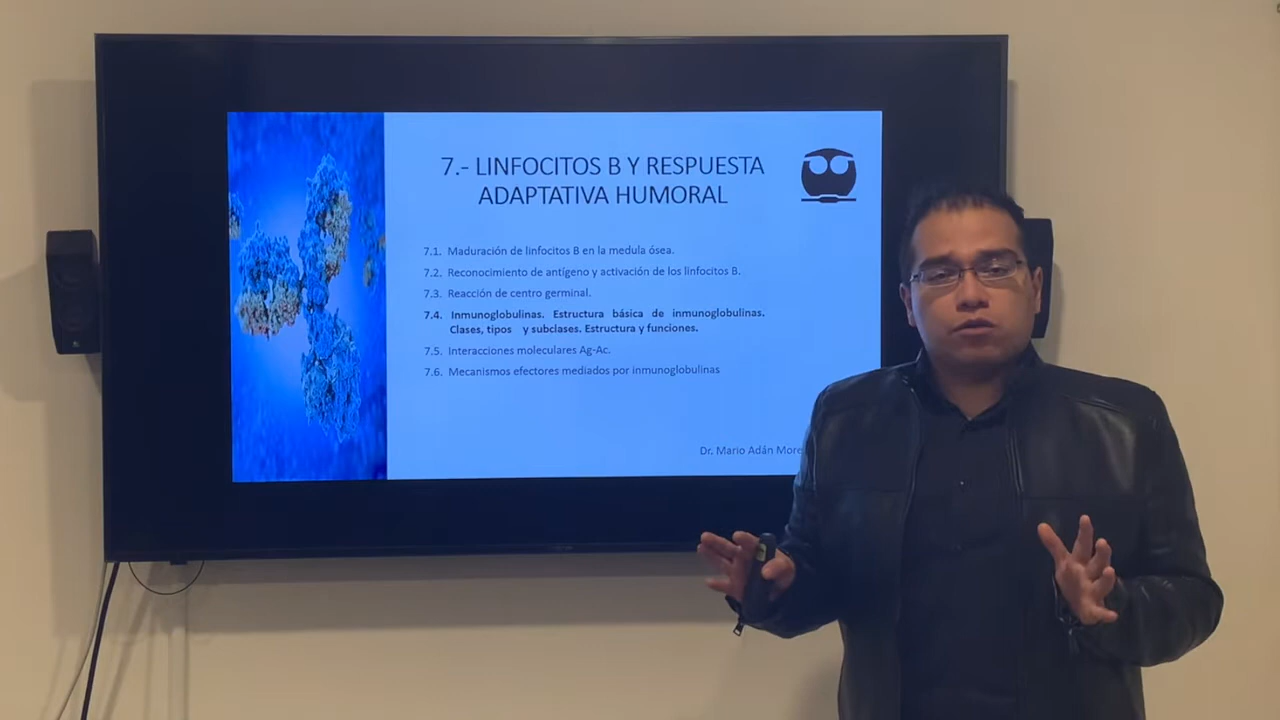 7.- LINFOCITOS B Y RESPUESTA
ADAPTATIVA HUMORAL
7.1. Maduración de linfocitos B en la medula ósea.
7.2. Reconocimiento de antígeno y activación de los linfocitos B.
7.3. Reacción de centro germinal.
7.4. Inmunoglobulinas. Estructura básica de inmunoglobulinas.
Clases, tipos y subclases. Estructura y funciones.
7.5. Interacciones moleculares Ag-Ac.
7.6. Mecanismos efectores mediados por inmunoglobulinas
Dr. Mario Adán